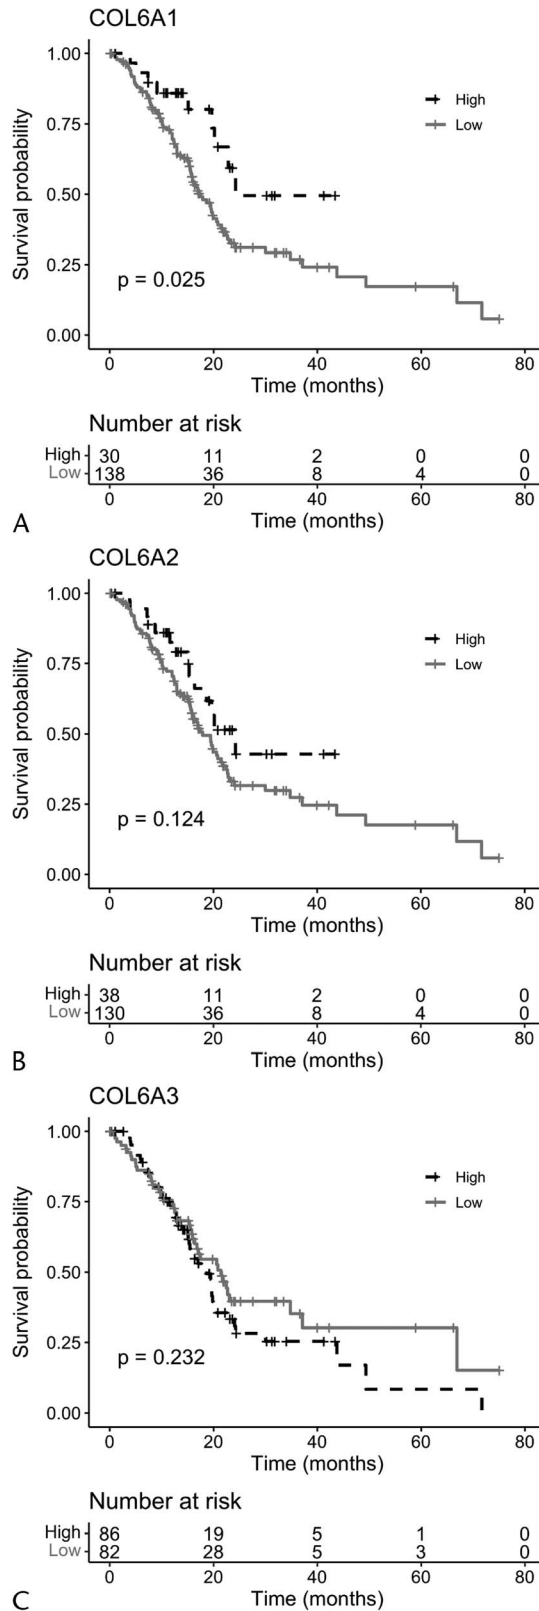 COL6A1
1.00
0.75
0.50
0.25
0.00
Survival probability
High
Low
p = 0.025
0 20 40 60 80
Time (months)
Number at risk
High 30 11 2 0 0
Low 138 36 8 4 0
0 20 40 60 80
Time (months)
A
COL6A2
1.00
0.75
0.50
0.25
0.00
Survival probability
High
Low
p = 0.124
0 20 40 60 80
Time (months)
Number at risk
High 38 11 2 0 0
Low 130 36 8 4 0
0 20 40 60 80
Time (months)
B
COL6A3
1.00
0.75
0.50
0.25
0.00
Survival probability
High
Low
p = 0.232
0 20 40 60 80
Time (months)
Number at risk
High 86 19 5 1 0
Low 82 28 5 3 0
0 20 40 60 80
Time (months)
C